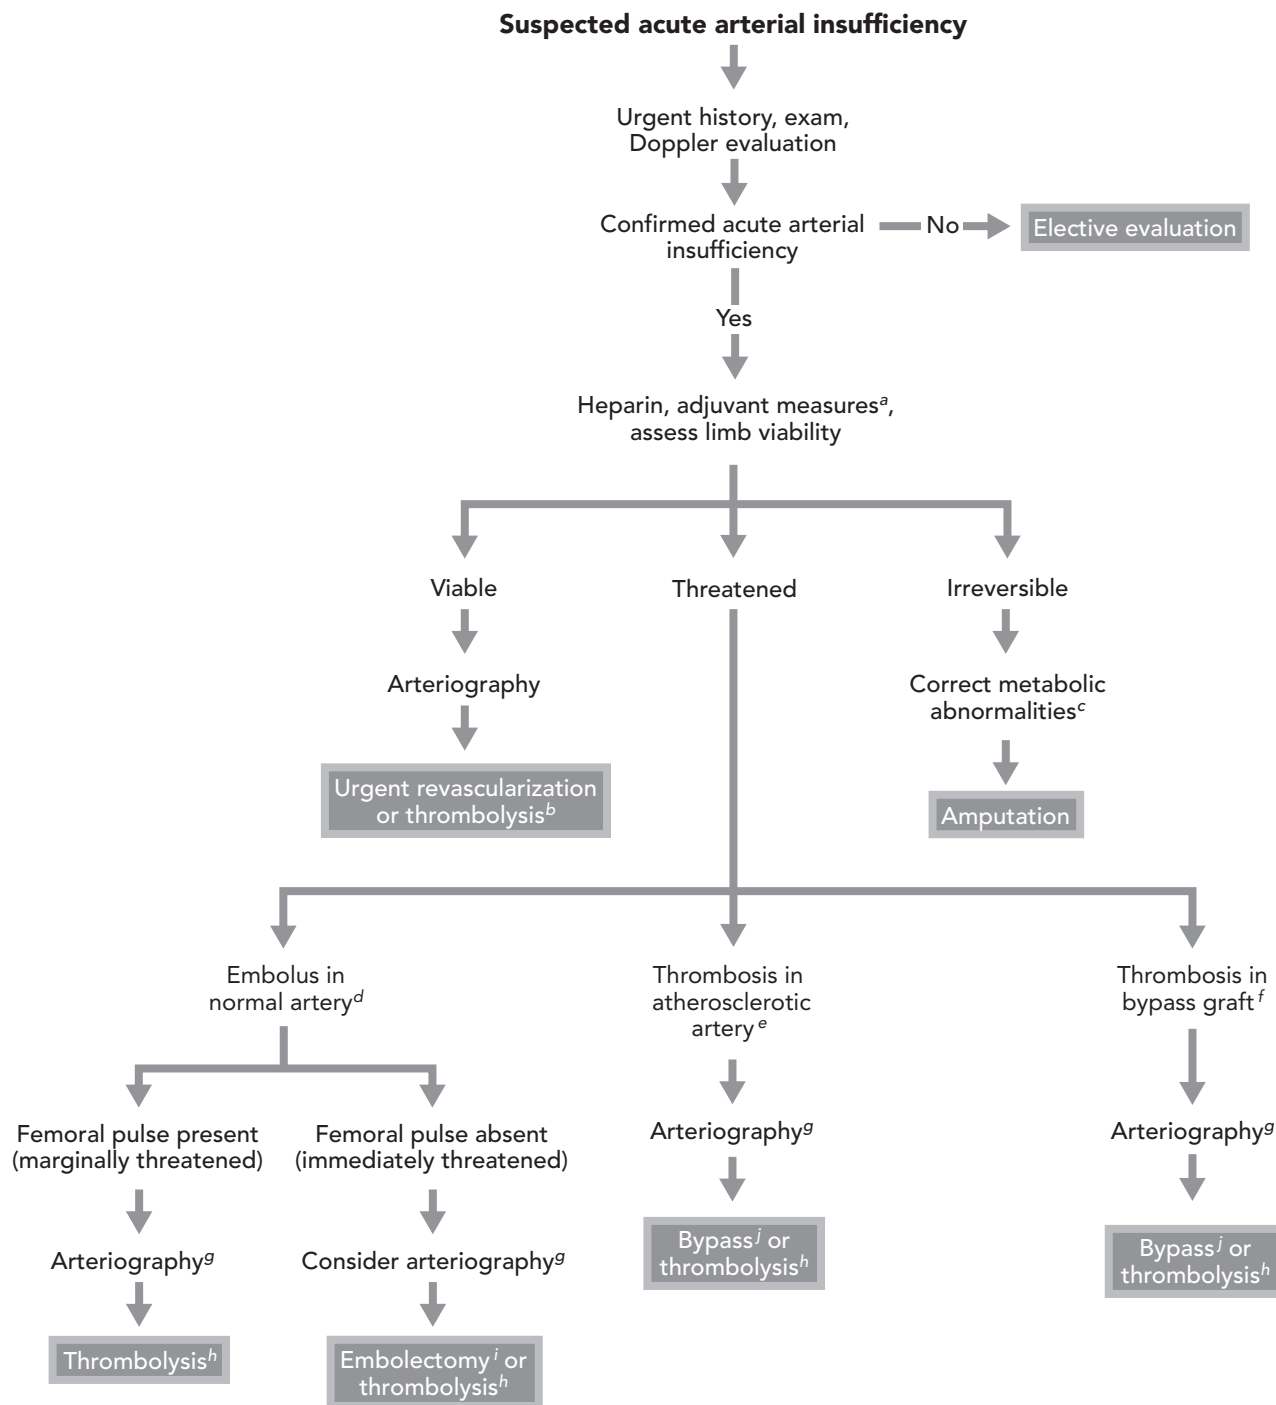 Suspected acute arterial insufficiency
Urgent history, exam,
Doppler evaluation
Confirmed acute arterial
insufficiency
No
Elective evaluation
Yes
Heparin, adjuvant measuresᵃ,
assess limb viability
Viable
Threatened
Irreversible
Arteriography
Correct metabolic
abnormalitiesᶜ
Urgent revascularization
or thrombolysisᵇ
Amputation
Embolus in
normal arteryᵈ
Thrombosis in
atherosclerotic
arteryᵉ
Thrombosis in
bypass graftᶠ
Femoral pulse present
(marginally threatened)
Femoral pulse absent
(immediately threatened)
Arteriographyᵍ
Arteriographyᵍ
Arteriographyᵍ
Consider arteriographyᵍ
Bypassʲ or
thrombolysisʰ
Bypassʲ or
thrombolysisʰ
Thrombolysisʰ
Embolectomyⁱ or
thrombolysisʰ